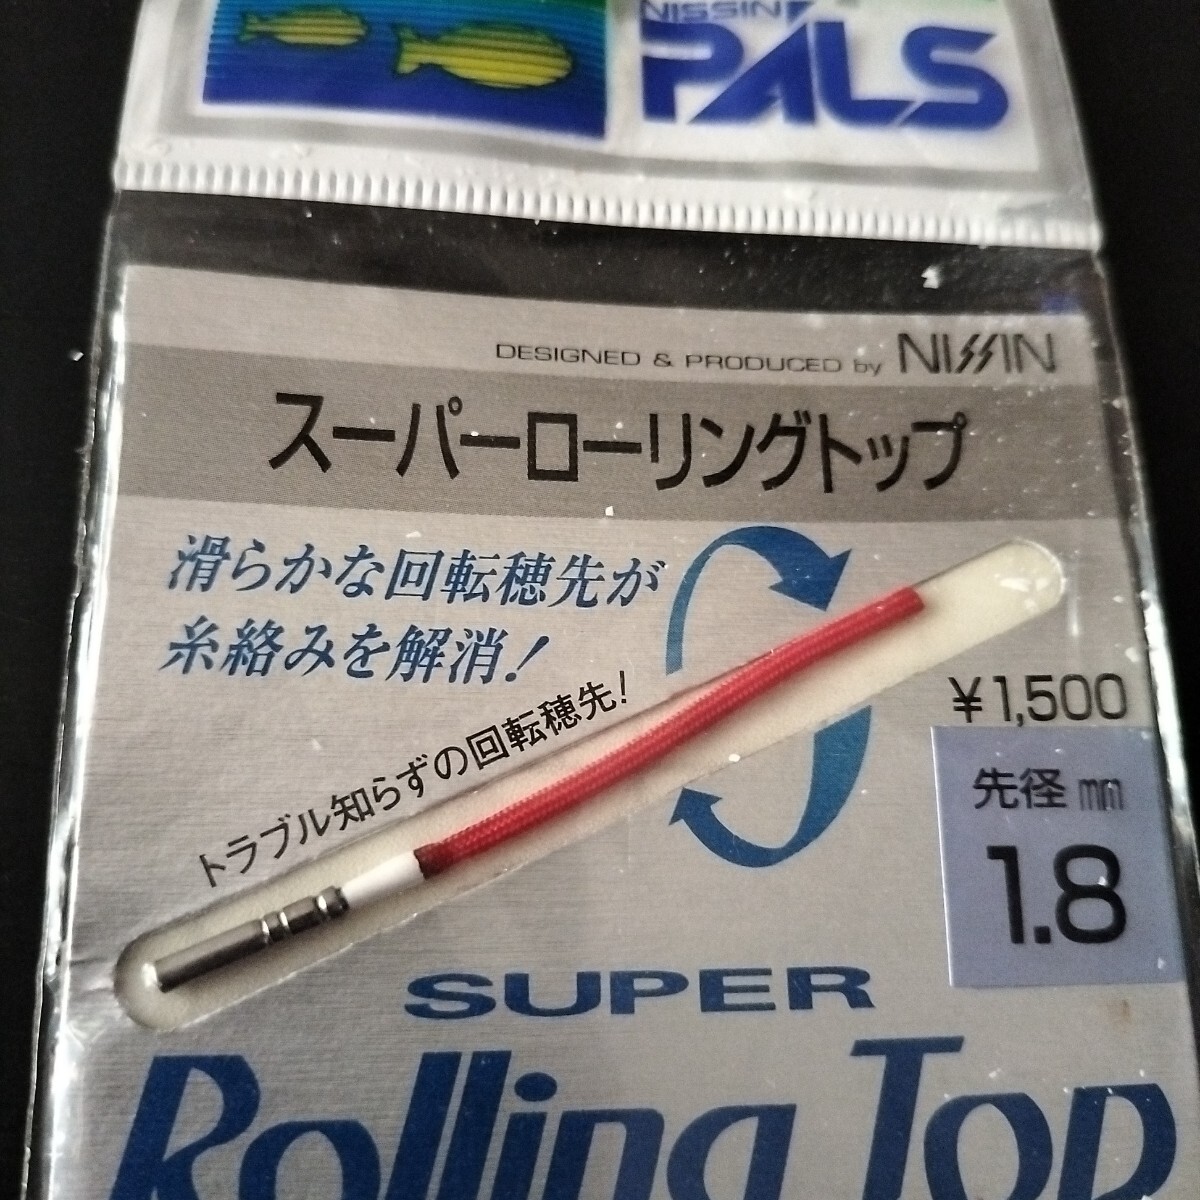 NISSIN
PALS
DESIGNED & PRODUCED by NISSIN
スーパーローリングトップ
滑らかな回転穂先が
糸絡みを解消！
トラブル知らずの回転穂先！
¥1,500
先径 mm
1.8
SUPER
Rolling Top